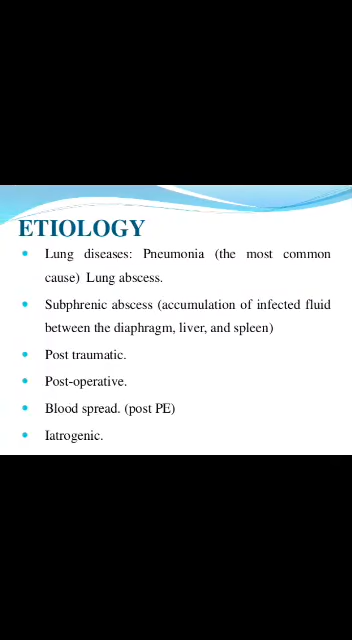 ETIOLOGY
Lung diseases: Pneumonia (the most common
cause) Lung abscess.
Subphrenic abscess (accumulation of infected fluid
between the diaphragm, liver, and spleen)
Post traumatic.
Post-operative.
Blood spread. (post PE)
Iatrogenic.